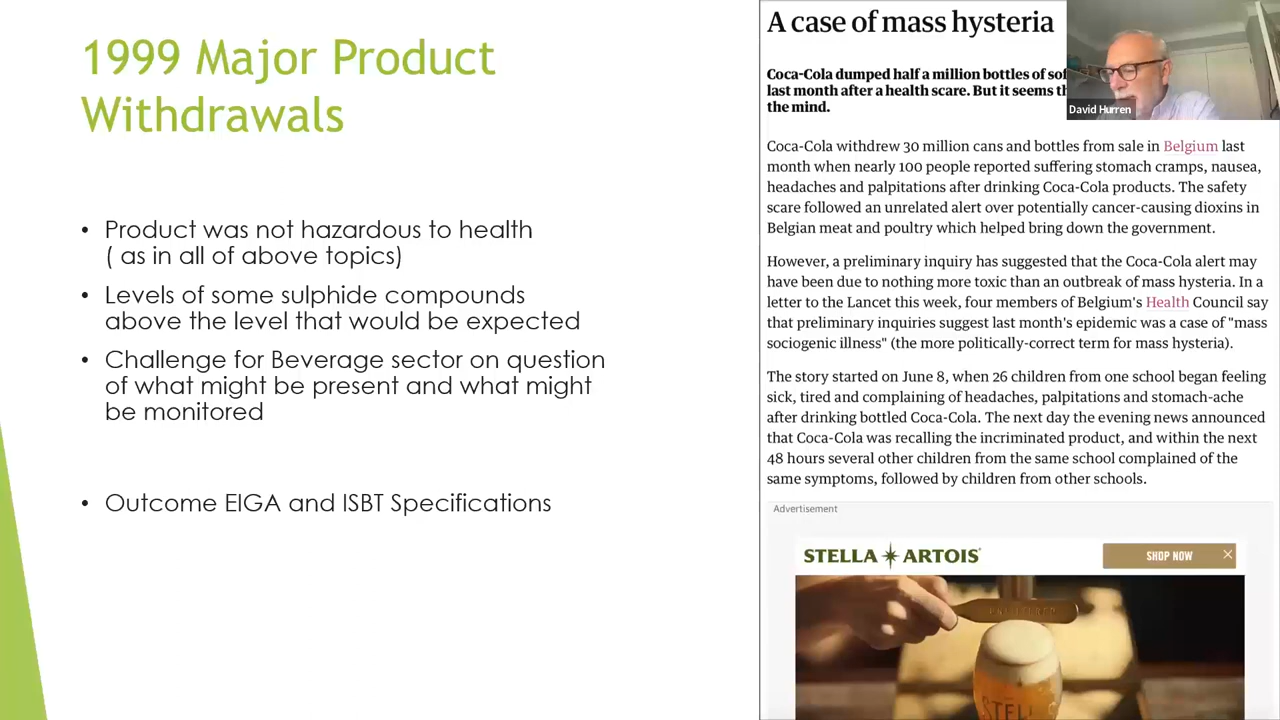 1999 Major Product
Withdrawals
• Product was not hazardous to health
( as in all of above topics)
• Levels of some sulphide compounds
above the level that would be expected
• Challenge for Beverage sector on question
of what might be present and what might
be monitored
• Outcome EIGA and ISBT Specifications
A case of mass hysteria
Coca-Cola dumped half a million bottles of
last month after a health scare. But it seems
the mind.
David Hurren
Coca-Cola withdrew 30 million cans and bottles from sale in Belgium last
month when nearly 100 people reported suffering stomach cramps, nausea,
headaches and palpitations after drinking Coca-Cola products. The safety
scare followed an unrelated alert over potentially cancer-causing dioxins in
Belgian meat and poultry which helped bring down the government.
However, a preliminary inquiry has suggested that the Coca-Cola alert may
have been due to nothing more toxic than an outbreak of mass hysteria. In a
letter to the Lancet this week, four members of Belgium's Health Council say
that preliminary inquiries suggest last month's epidemic was a case of "mass
sociogenic illness" (the more politically-correct term for mass hysteria).
The story started on June 8, when 26 children from one school began feeling
sick, tired and complaining of headaches, palpitations and stomach-ache
after drinking bottled Coca-Cola. The next day the evening news announced
that Coca-Cola was recalling the incriminated product, and within the next
48 hours several other children from the same school complained of the
same symptoms, followed by children from other schools.
Advertisement
STELLA ARTOIS
SHOP NOW